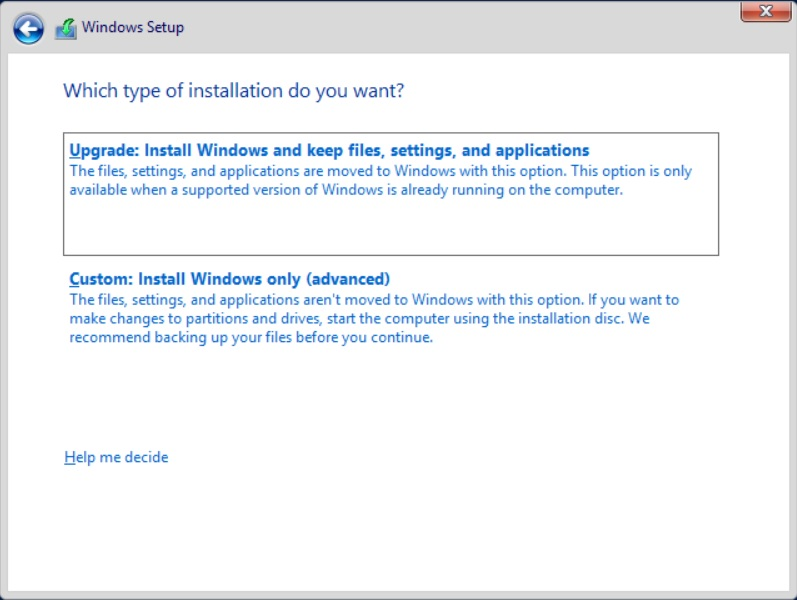 Windows Setup
Which type of installation do you want?
Upgrade: Install Windows and keep files, settings, and applications
The files, settings, and applications are moved to Windows with this option. This option is only
available when a supported version of Windows is already running on the computer.
Custom: Install Windows only (advanced)
The files, settings, and applications aren't moved to Windows with this option. If you want to
make changes to partitions and drives, start the computer using the installation disc. We
recommend backing up your files before you continue.
Help me decide